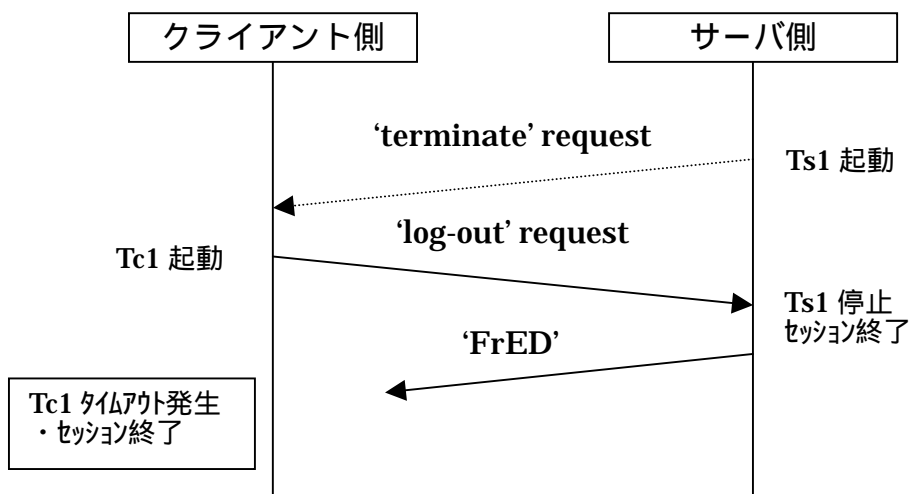 クライアント側
サーバ側
‘terminate’ request
Ts1 起動
‘log-out’ request
Tc1 起動
Ts1 停止
セッション終了
‘FrED’
Tc1 タイムアウト発生
・セッション終了